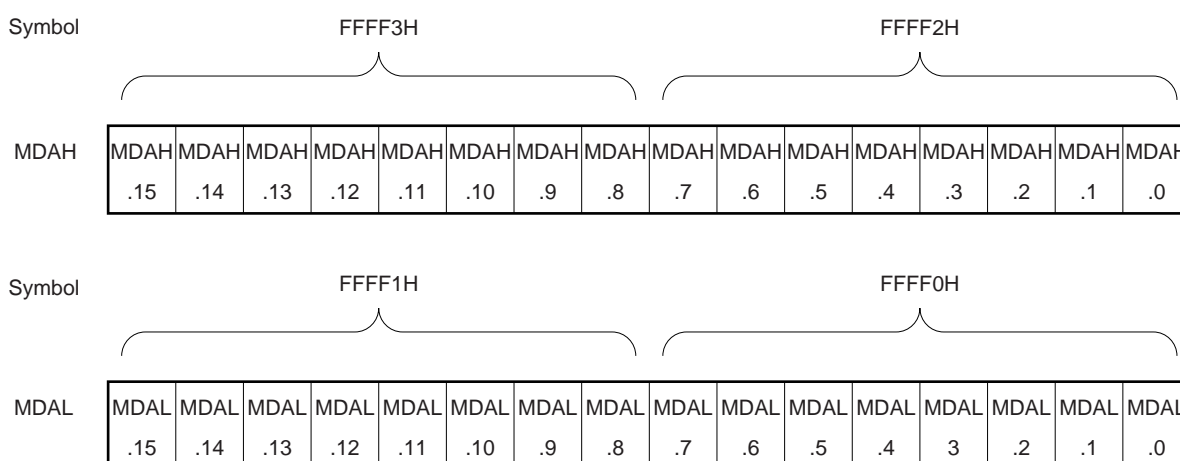 Symbol FFFF3H FFFF2H
MDAH MDAH MDAH MDAH MDAH MDAH MDAH MDAH MDAH MDAH MDAH MDAH MDAH MDAH MDAH MDAH MDAH
.15 .14 .13 .12 .11 .10 .9 .8 .7 .6 .5 .4 .3 .2 .1 .0
Symbol FFFF1H FFFF0H
MDAL MDAL MDAL MDAL MDAL MDAL MDAL MDAL MDAL MDAL MDAL MDAL MDAL MDAL MDAL MDAL MDAL
.15 .14 .13 .12 .11 .10 .9 .8 .7 .6 .5 .4 3 .2 .1 .0